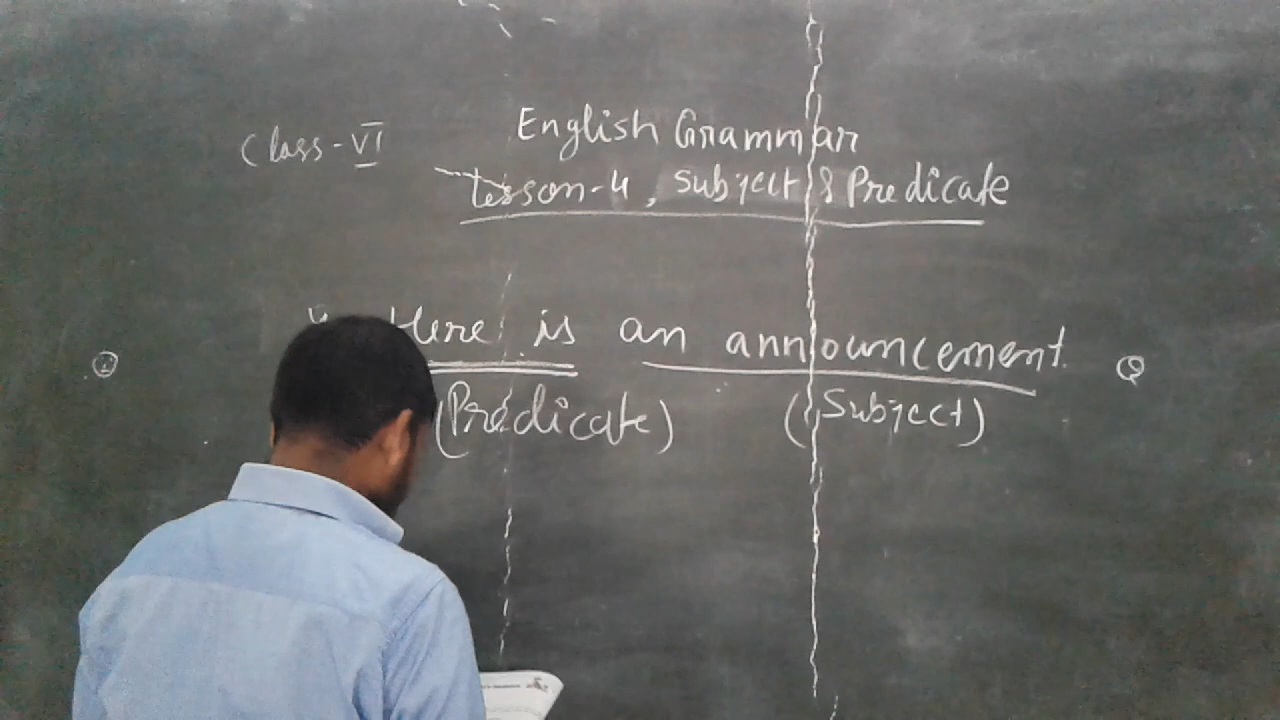 English Grammar
Class-VI
Lesson-4, Subject & Predicate
Here is an announcement.
(Predicate) (Subject)